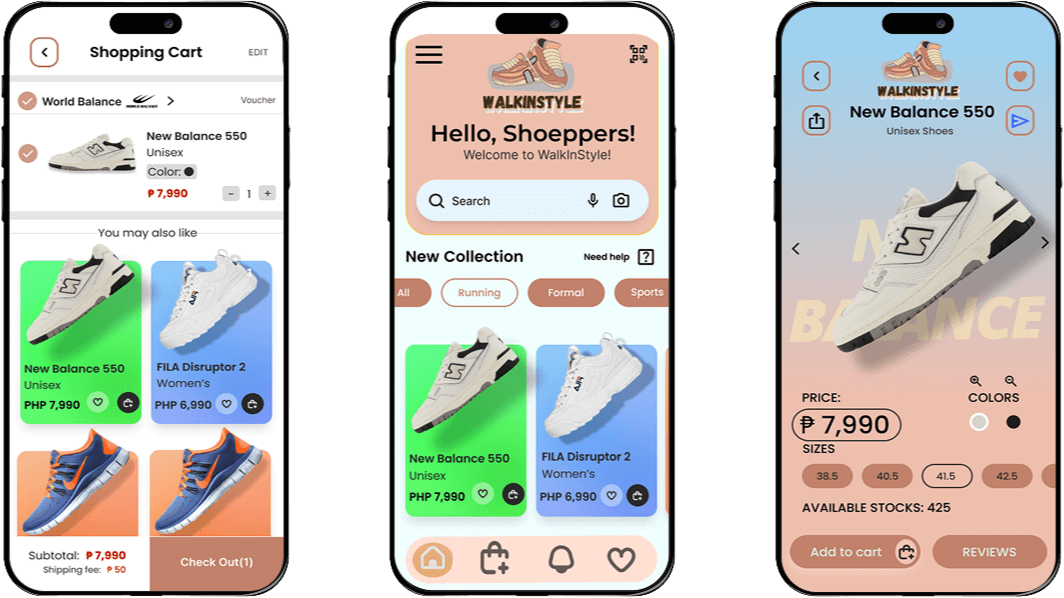 Shopping Cart
EDIT
World Balance
WORLD BALANCE
Voucher
New Balance 550
Unisex
Color:
₱ 7,990
- 1 +
You may also like
New Balance 550
Unisex
PHP 7,990
FILA Disruptor 2
Women's
PHP 6,990
Subtotal: ₱ 7,990
Shipping fee: ₱ 50
Check Out(1)
WALKINSTYLE
Hello, Shoeppers!
Welcome to WalkInStyle!
Search
New Collection
Need help ?
All
Running
Formal
Sports
New Balance 550
Unisex
PHP 7,990
FILA Disruptor 2
Women's
PHP 6,990
WALKINSTYLE
New Balance 550
Unisex Shoes
BALANCE
PRICE:
₱ 7,990
COLORS
SIZES
38.5
40.5
41.5
42.5
AVAILABLE STOCKS: 425
Add to cart
REVIEWS